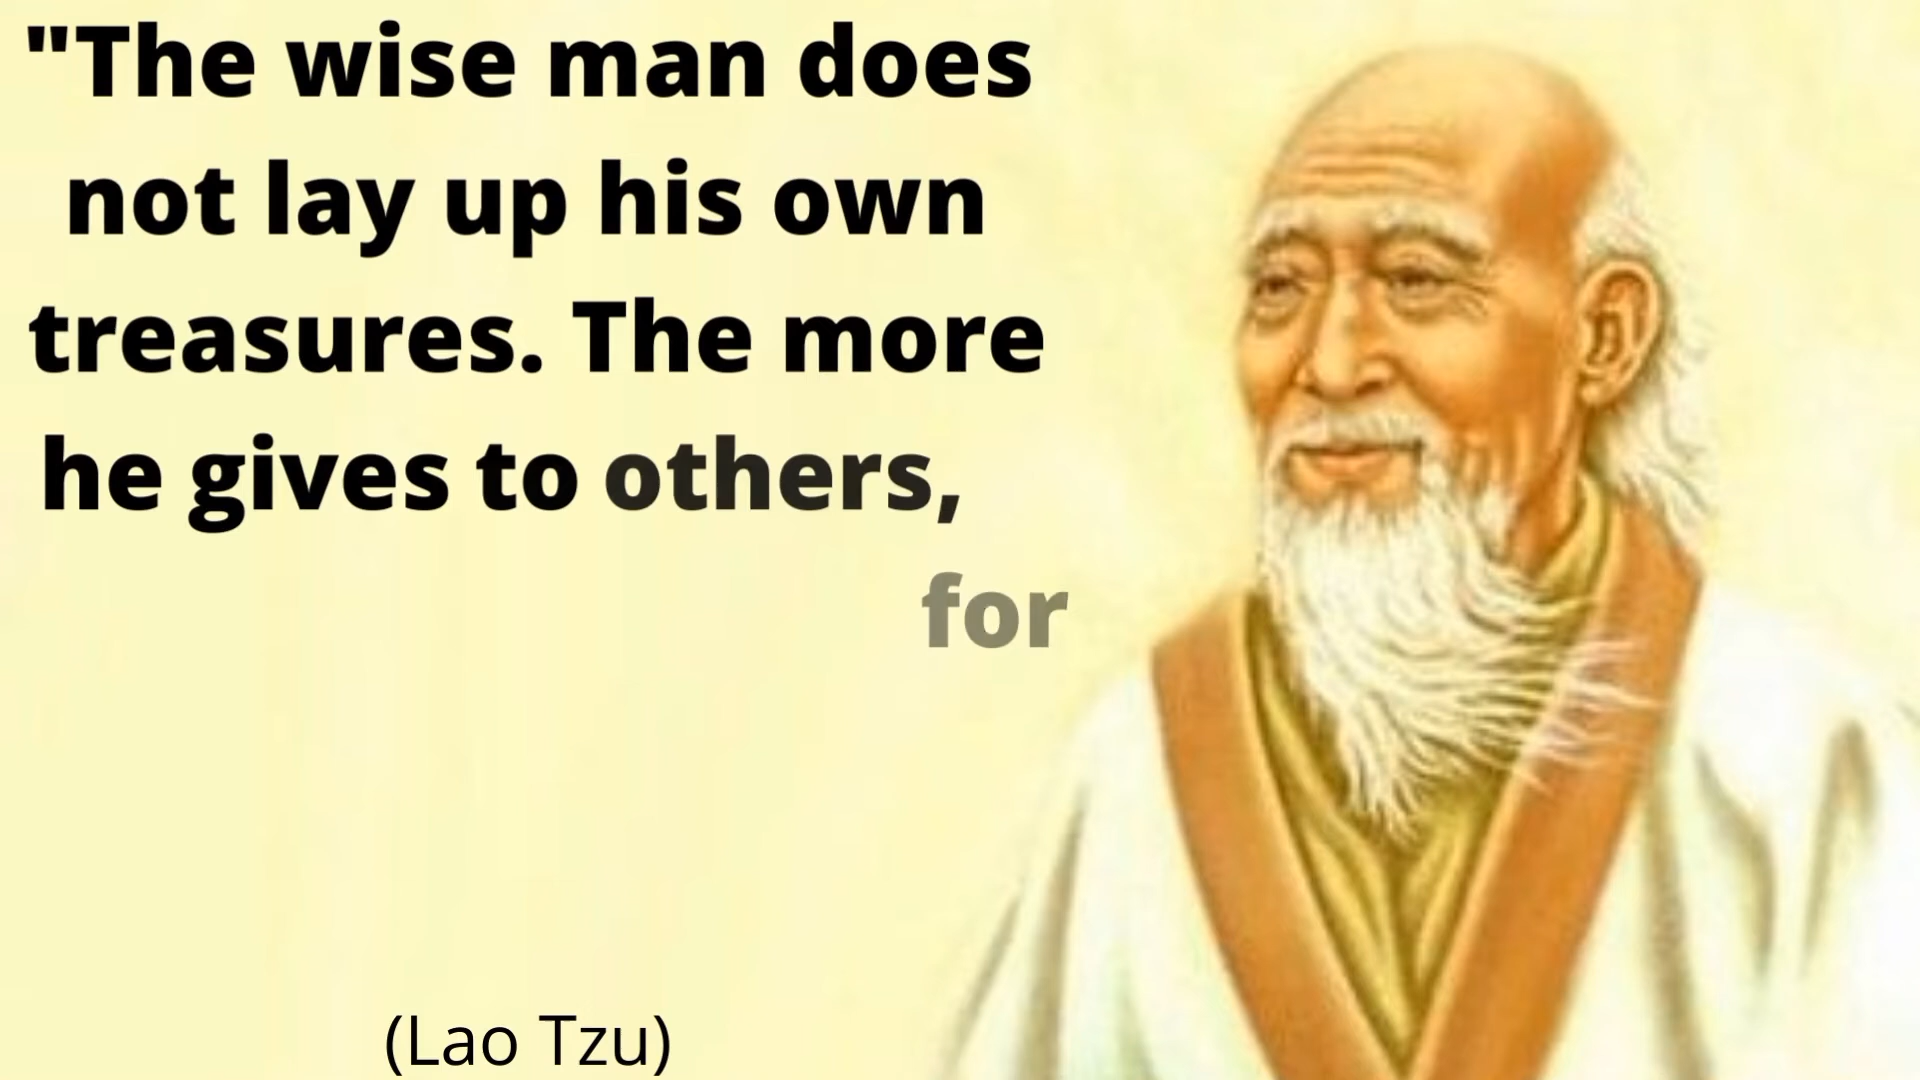 "The wise man does
not lay up his own
treasures. The more
he gives to others,
for
(Lao Tzu)